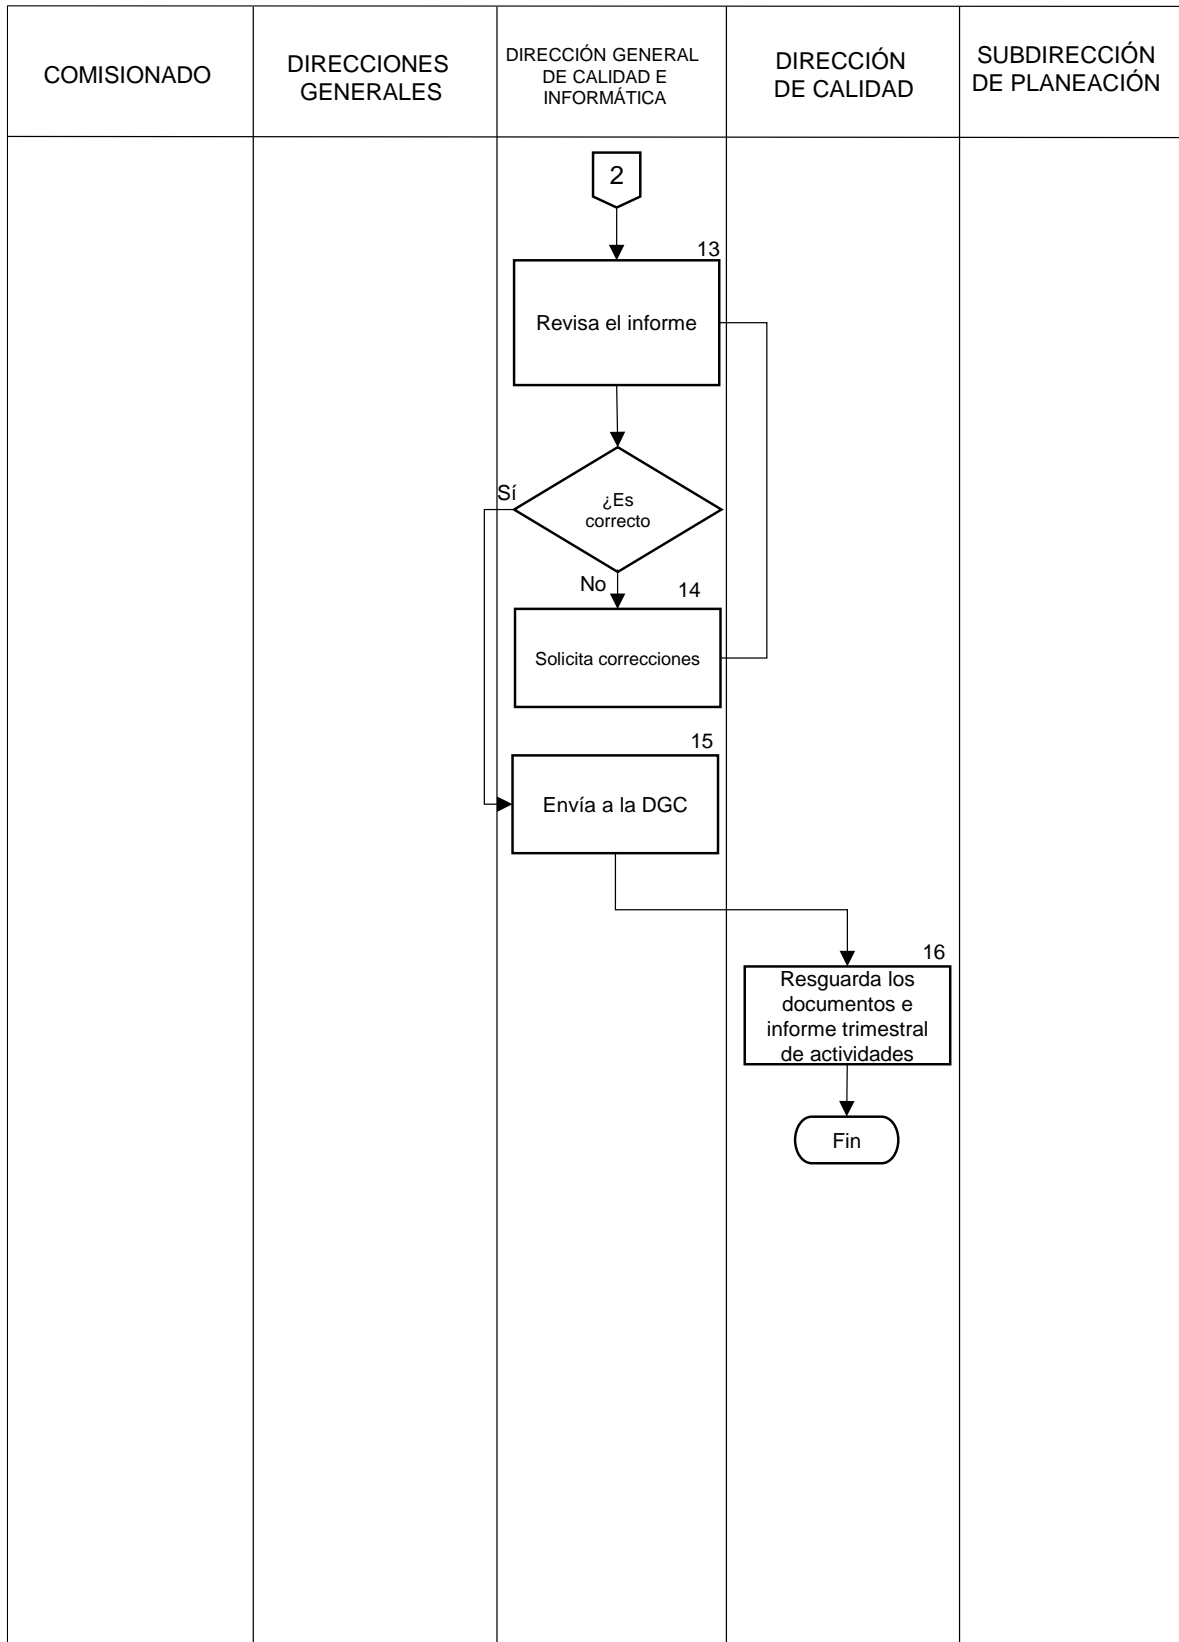 COMISIONADO
DIRECCIONES
GENERALES
DIRECCIÓN GENERAL
DE CALIDAD E
INFORMÁTICA
DIRECCIÓN
DE CALIDAD
SUBDIRECCIÓN
DE PLANEACIÓN
2
13
Revisa el informe
¿Es
correcto
Sí
No
14
Solicita correcciones
15
Envía a la DGC
16
Resguarda los
documentos e
informe trimestral
de actividades
Fin